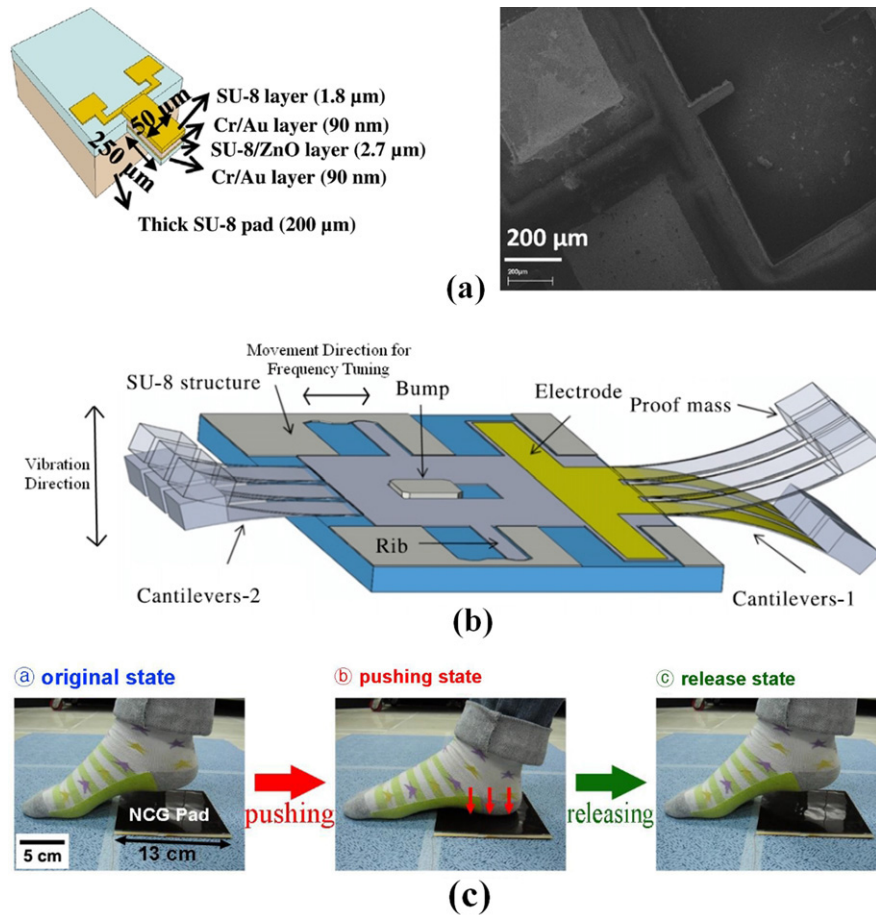 SU-8 layer (1.8 µm)
Cr/Au layer (90 nm)
SU-8/ZnO layer (2.7 µm)
Cr/Au layer (90 nm)
50 µm
250 µm
Thick SU-8 pad (200 µm)
200 µm
200µm
(a)
Movement Direction for
Frequency Tuning
SU-8 structure
Bump
Electrode
Proof mass
Vibration
Direction
Rib
Cantilevers-2
Cantilevers-1
(b)
ⓐ original state
ⓑ pushing state
ⓒ release state
NCG Pad
pushing
releasing
5 cm
13 cm
(c)